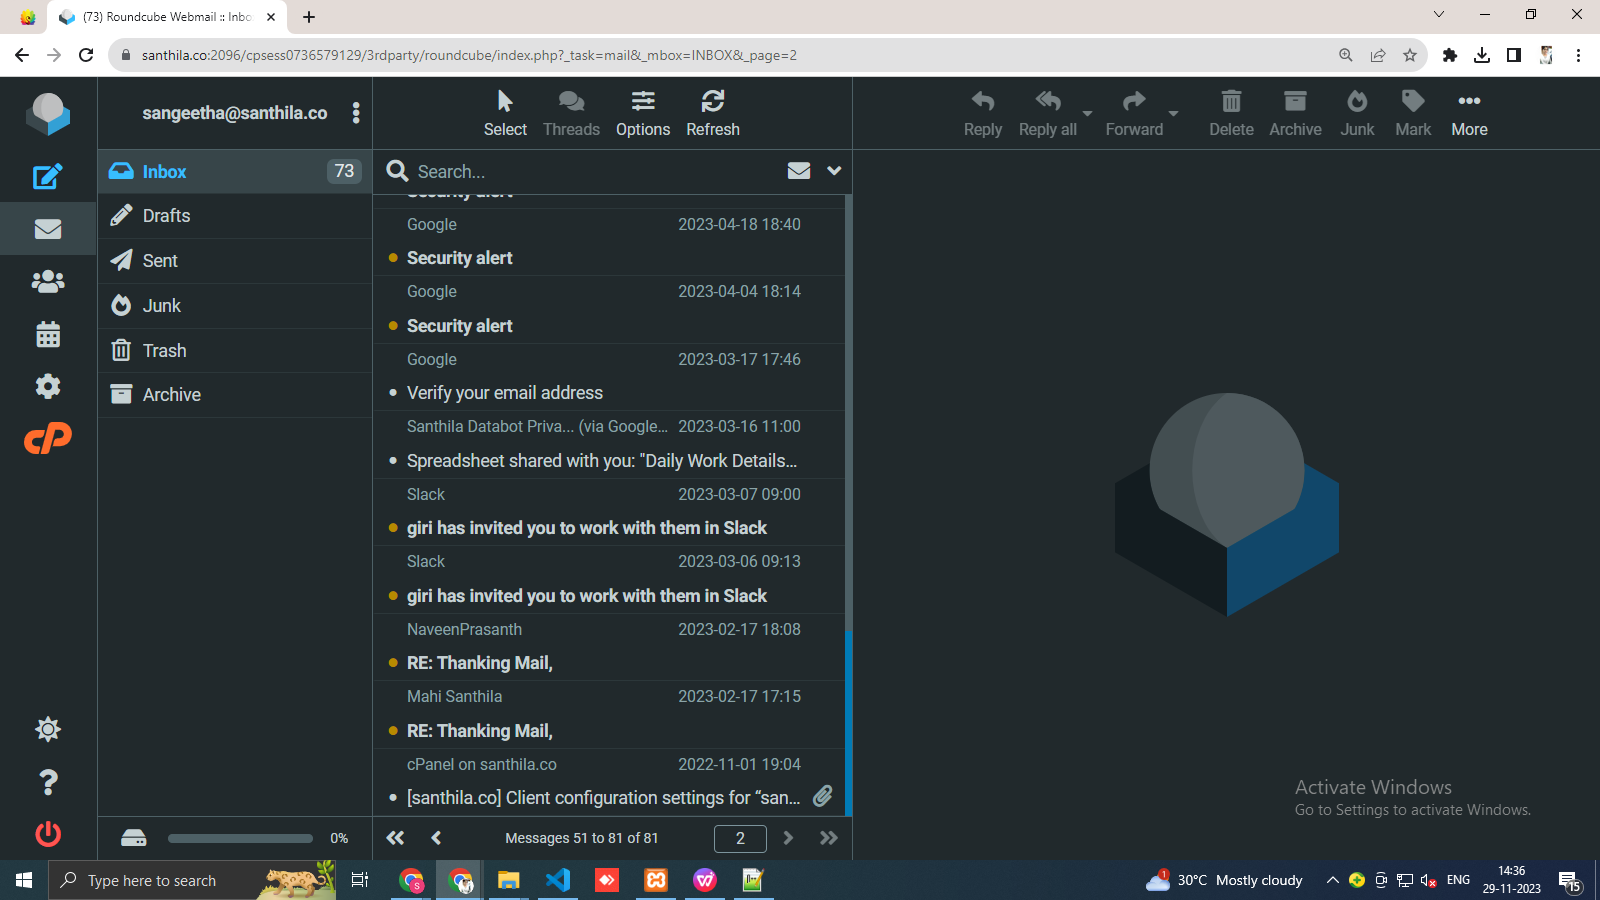 (73) Roundcube Webmail :: Inbo
santhila.co:2096/cpsess0736579129/3rdparty/roundcube/index.php?_task=mail&_mbox=INBOX&_page=2
sangeetha@santhila.co
Select
Threads
Options
Refresh
Reply
Reply all
Forward
Delete
Archive
Junk
Mark
More
Inbox
73
Drafts
Sent
Junk
Trash
Archive
0%
Search...
Security alert
Google 2023-04-18 18:40
Security alert
Google 2023-04-04 18:14
Security alert
Google 2023-03-17 17:46
Verify your email address
Santhila Databot Priva... (via Google... 2023-03-16 11:00
Spreadsheet shared with you: "Daily Work Details...
Slack 2023-03-07 09:00
giri has invited you to work with them in Slack
Slack 2023-03-06 09:13
giri has invited you to work with them in Slack
NaveenPrasanth 2023-02-17 18:08
RE: Thanking Mail,
Mahi Santhila 2023-02-17 17:15
RE: Thanking Mail,
cPanel on santhila.co 2022-11-01 19:04
[santhila.co] Client configuration settings for “san...
Messages 51 to 81 of 81
2
Activate Windows
Go to Settings to activate Windows.
Type here to search
1
30°C Mostly cloudy
ENG
14:36
29-11-2023
15